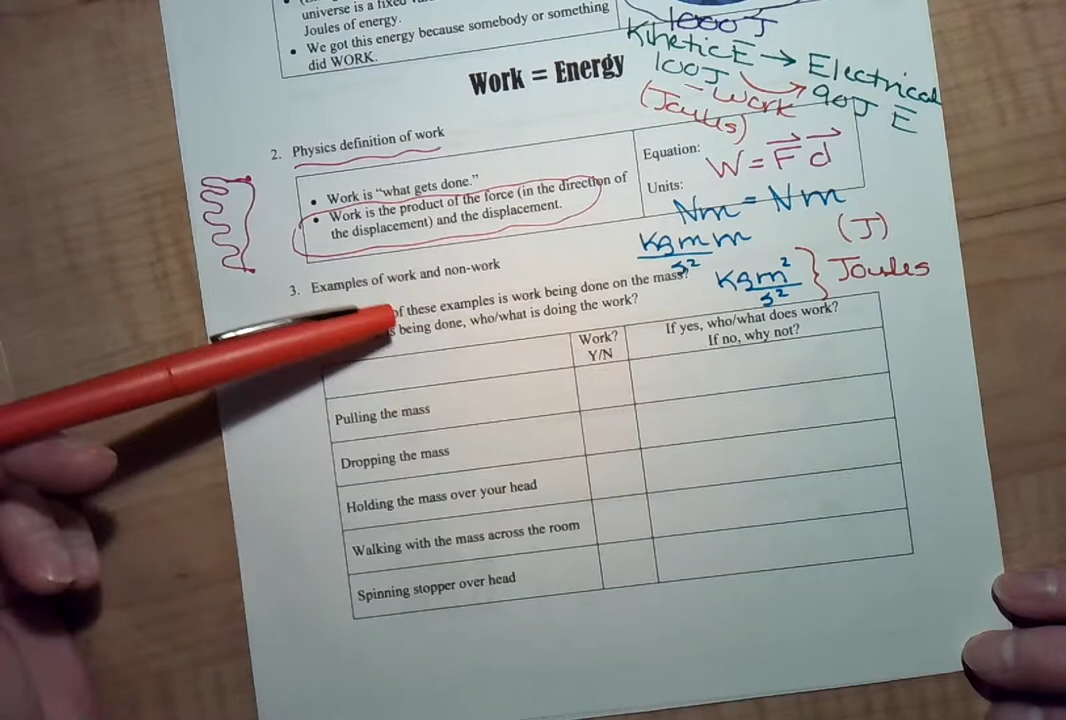 universe is a fixed
Joules of energy.
• We got this energy because somebody or something
did WORK.
1000 J
Kinetic E → Electrical
100J → 90J E
- Work
(Joules)
Work = Energy
2. Physics definition of work
• Work is "what gets done."
• Work is the product of the force (in the direction of
the displacement) and the displacement.
Equation: W = F d
Units: Nm = Nm
kgmm
s²
(J)
kgm²
s²
} Joules
3. Examples of work and non-work
of these examples is work being done on the mass?
being done, who/what is doing the work?
Work?
Y/N
If yes, who/what does work?
If no, why not?
Pulling the mass
Dropping the mass
Holding the mass over your head
Walking with the mass across the room
Spinning stopper over head